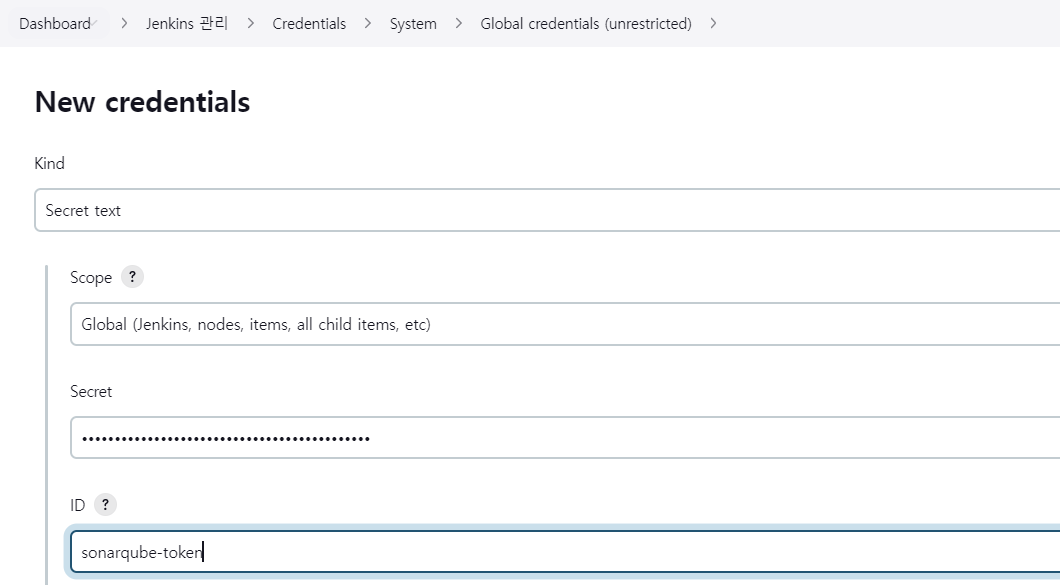 Dashboard > Jenkins 관리 > Credentials > System > Global credentials (unrestricted) >
New credentials
Kind
Secret text
Scope ?
Global (Jenkins, nodes, items, all child items, etc)
Secret
••••••••••••••••••••••••••••••••••••••••••••
ID ?
sonarqube-token